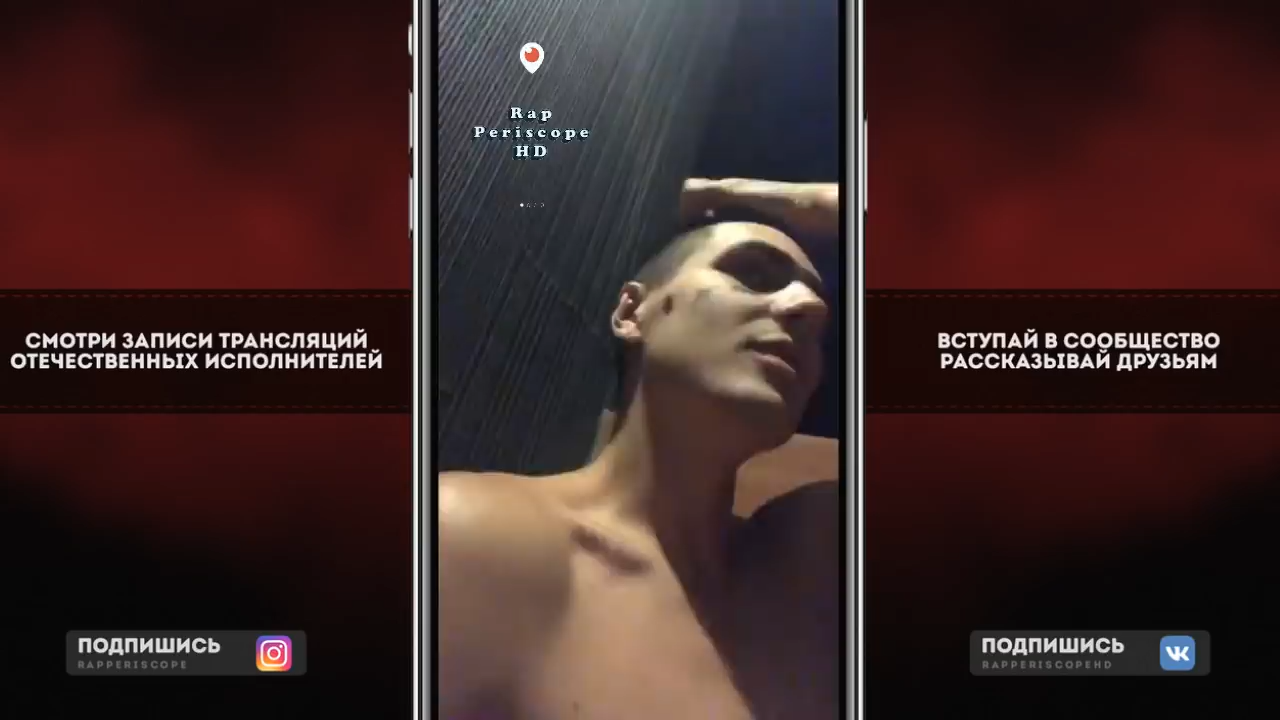 Rap
Periscope
HD
СМОТРИ ЗАПИСИ ТРАНСЛЯЦИЙ
ОТЕЧЕСТВЕННЫХ ИСПОЛНИТЕЛЕЙ
ВСТУПАЙ В СООБЩЕСТВО
РАССКАЗЫВАЙ ДРУЗЬЯМ
ПОДПИШИСЬ
RAPPERISCOPE
ПОДПИШИСЬ
RAPPERISCOPEHD